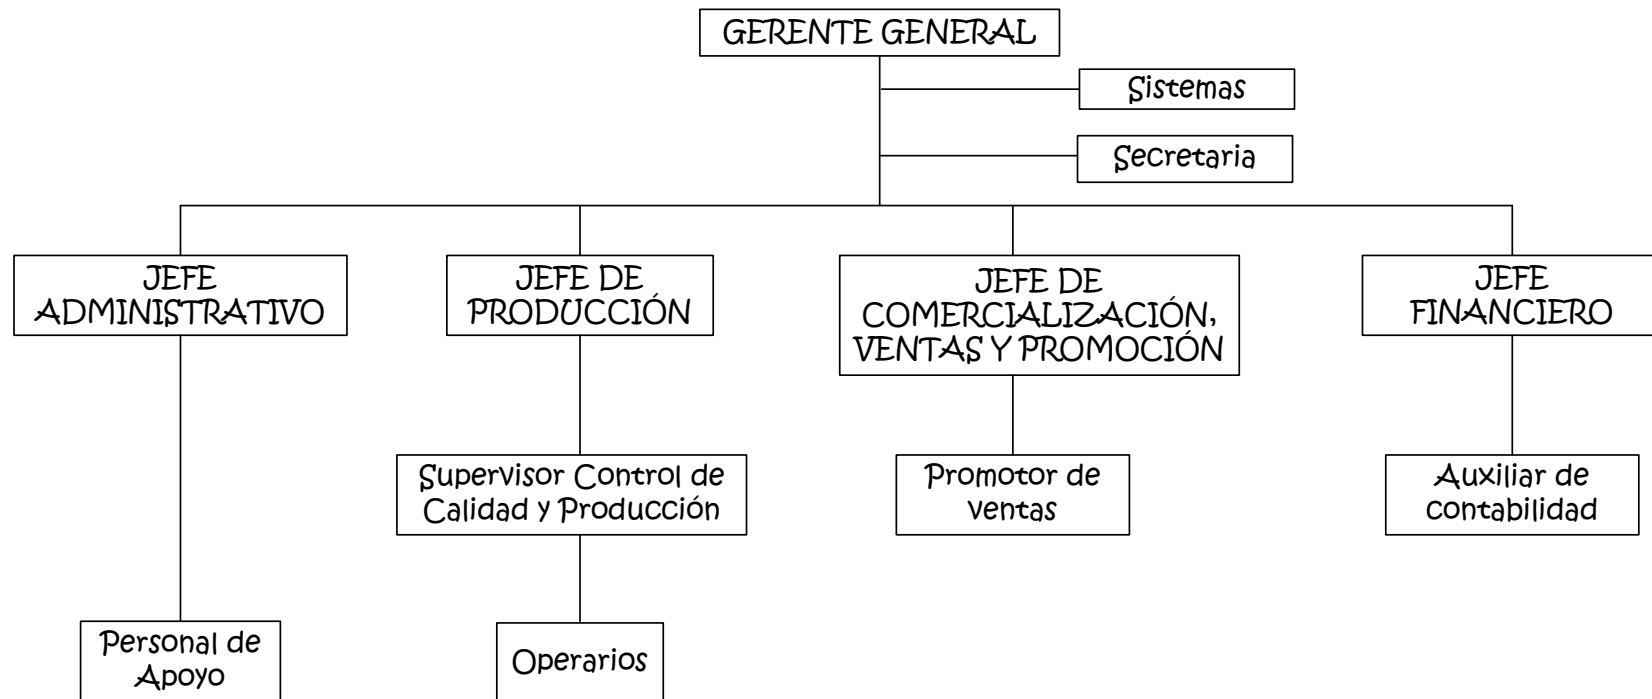 GERENTE GENERAL
Sistemas
Secretaria
JEFE
ADMINISTRATIVO
JEFE DE
PRODUCCIÓN
JEFE DE
COMERCIALIZACIÓN,
VENTAS Y PROMOCIÓN
JEFE
FINANCIERO
Supervisor Control de
Calidad y Producción
Promotor de
ventas
Auxiliar de
contabilidad
Personal de
Apoyo
Operarios